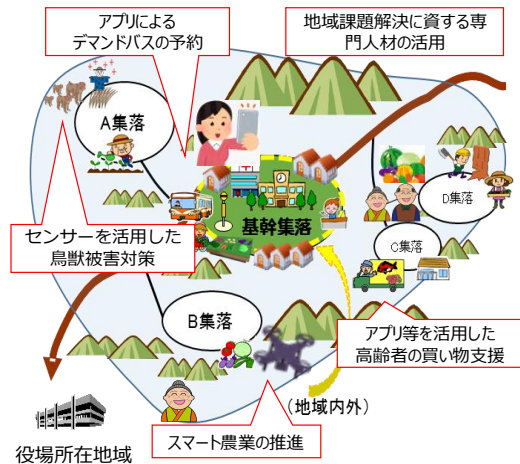 アプリによる
デマンドバスの予約
地域課題解決に資する専
門人材の活用
A集落
D集落
基幹集落
センサーを活用した
鳥獣被害対策
C集落
B集落
アプリ等を活用した
高齢者の買い物支援
(地域内外)
スマート農業の推進
役場所在地域